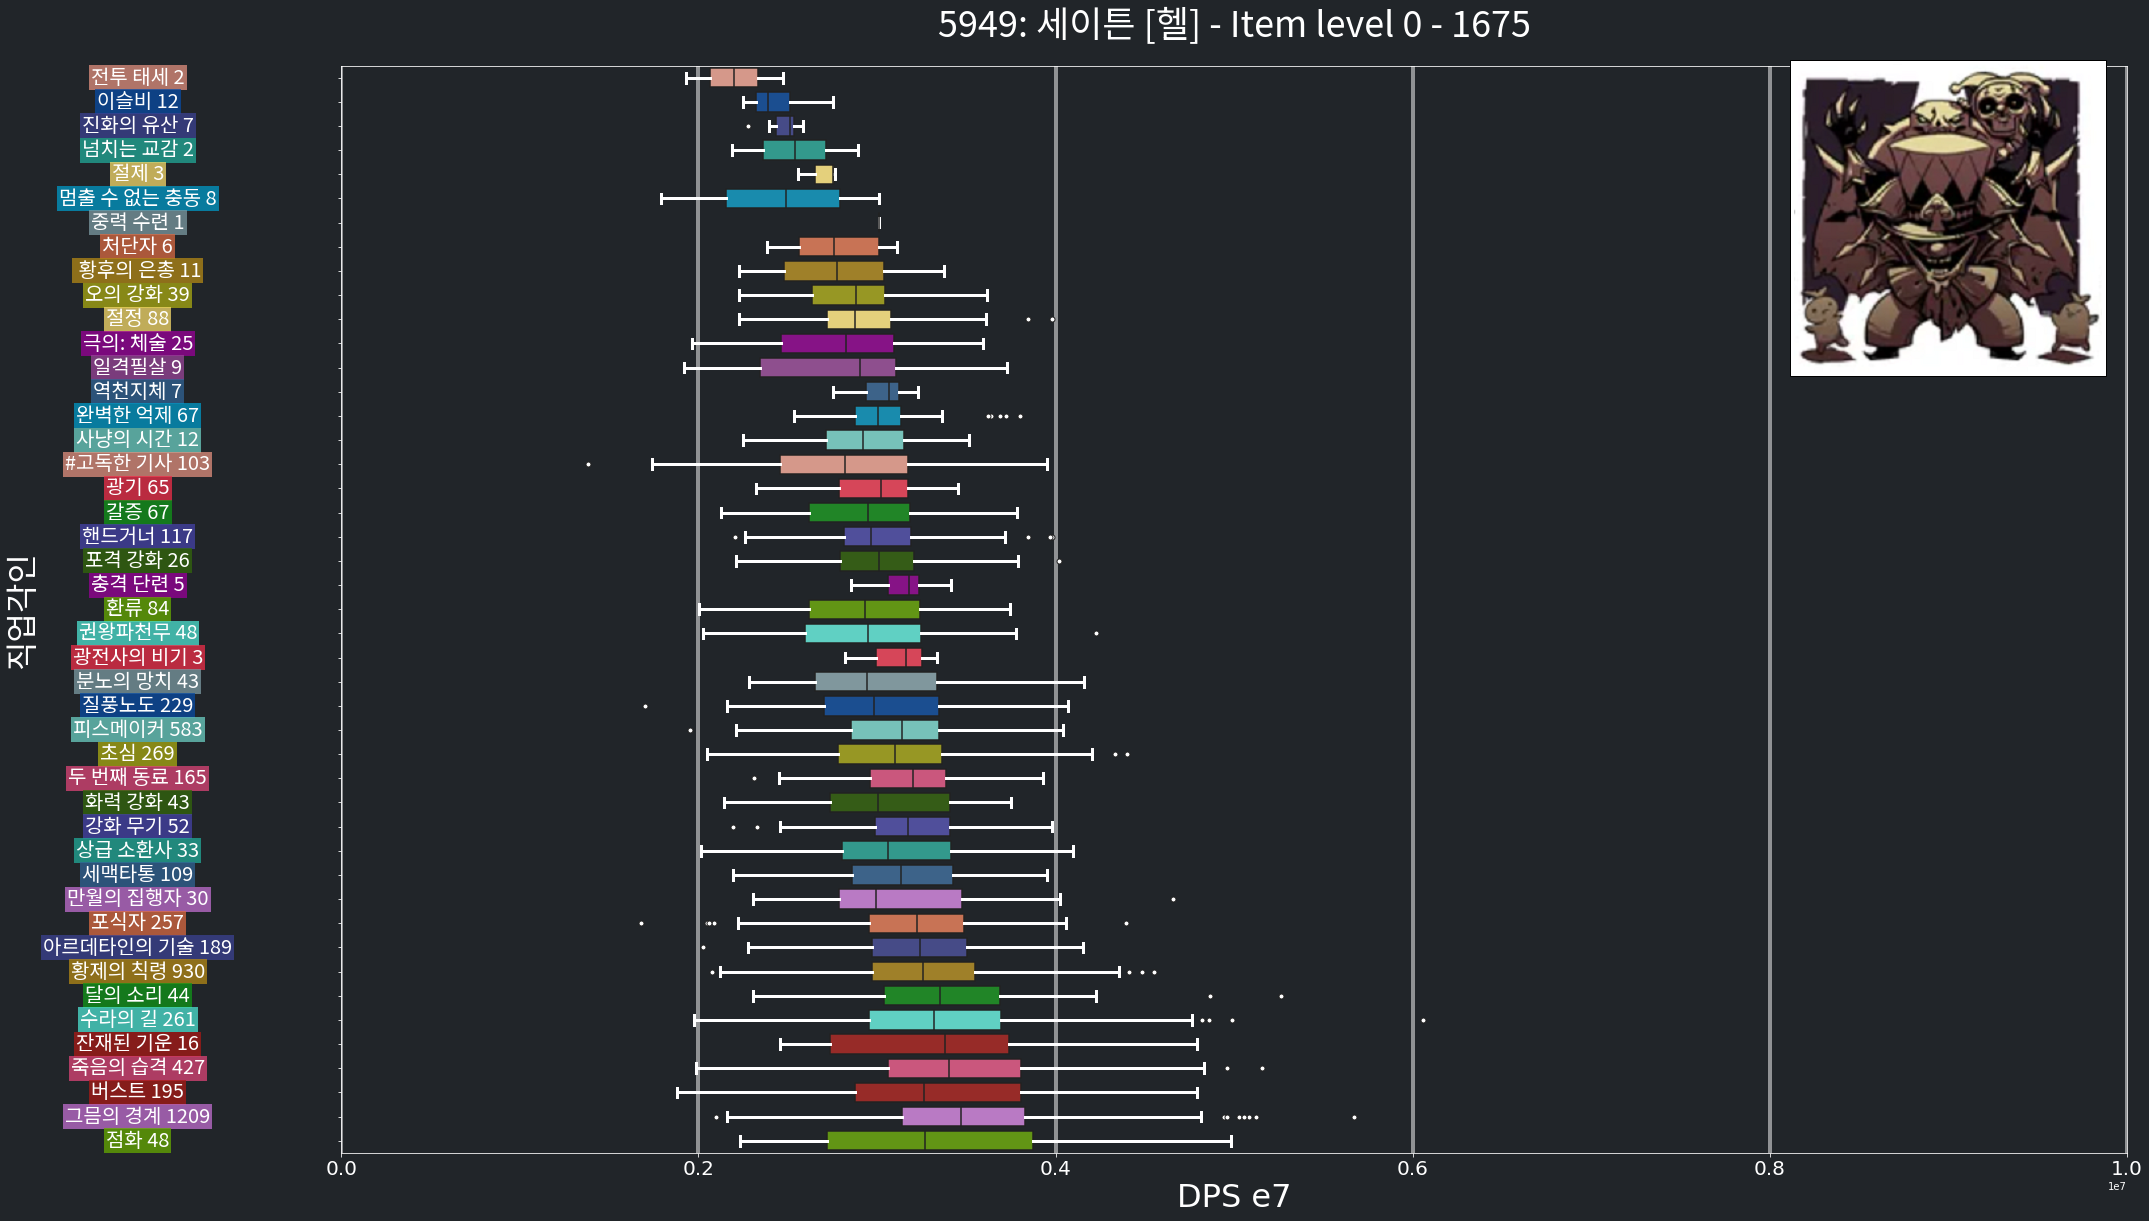 5949: 세이튼 [헬] - Item level 0 - 1675
전투 태세 2
이슬비 12
진화의 유산 7
넘치는 교감 2
절제 3
멈출 수 없는 충동 8
중력 수련 1
처단자 6
황후의 은총 11
오의 강화 39
절정 88
극의: 체술 25
일격필살 9
역천지체 7
완벽한 억제 67
사냥의 시간 12
#고독한 기사 103
광기 65
갈증 67
핸드거너 117
포격 강화 26
충격 단련 5
환류 84
권왕파천무 48
광전사의 비기 3
분노의 망치 43
질풍노도 229
피스메이커 583
초심 269
두 번째 동료 165
화력 강화 43
강화 무기 52
상급 소환사 33
세맥타통 109
만월의 집행자 30
포식자 257
아르데타인의 기술 189
황제의 칙령 930
달의 소리 44
수라의 길 261
잔재된 기운 16
죽음의 습격 427
버스트 195
그믐의 경계 1209
점화 48
직업각인
0.0 0.2 0.4 0.6 0.8 1.0
1e7
DPS e7